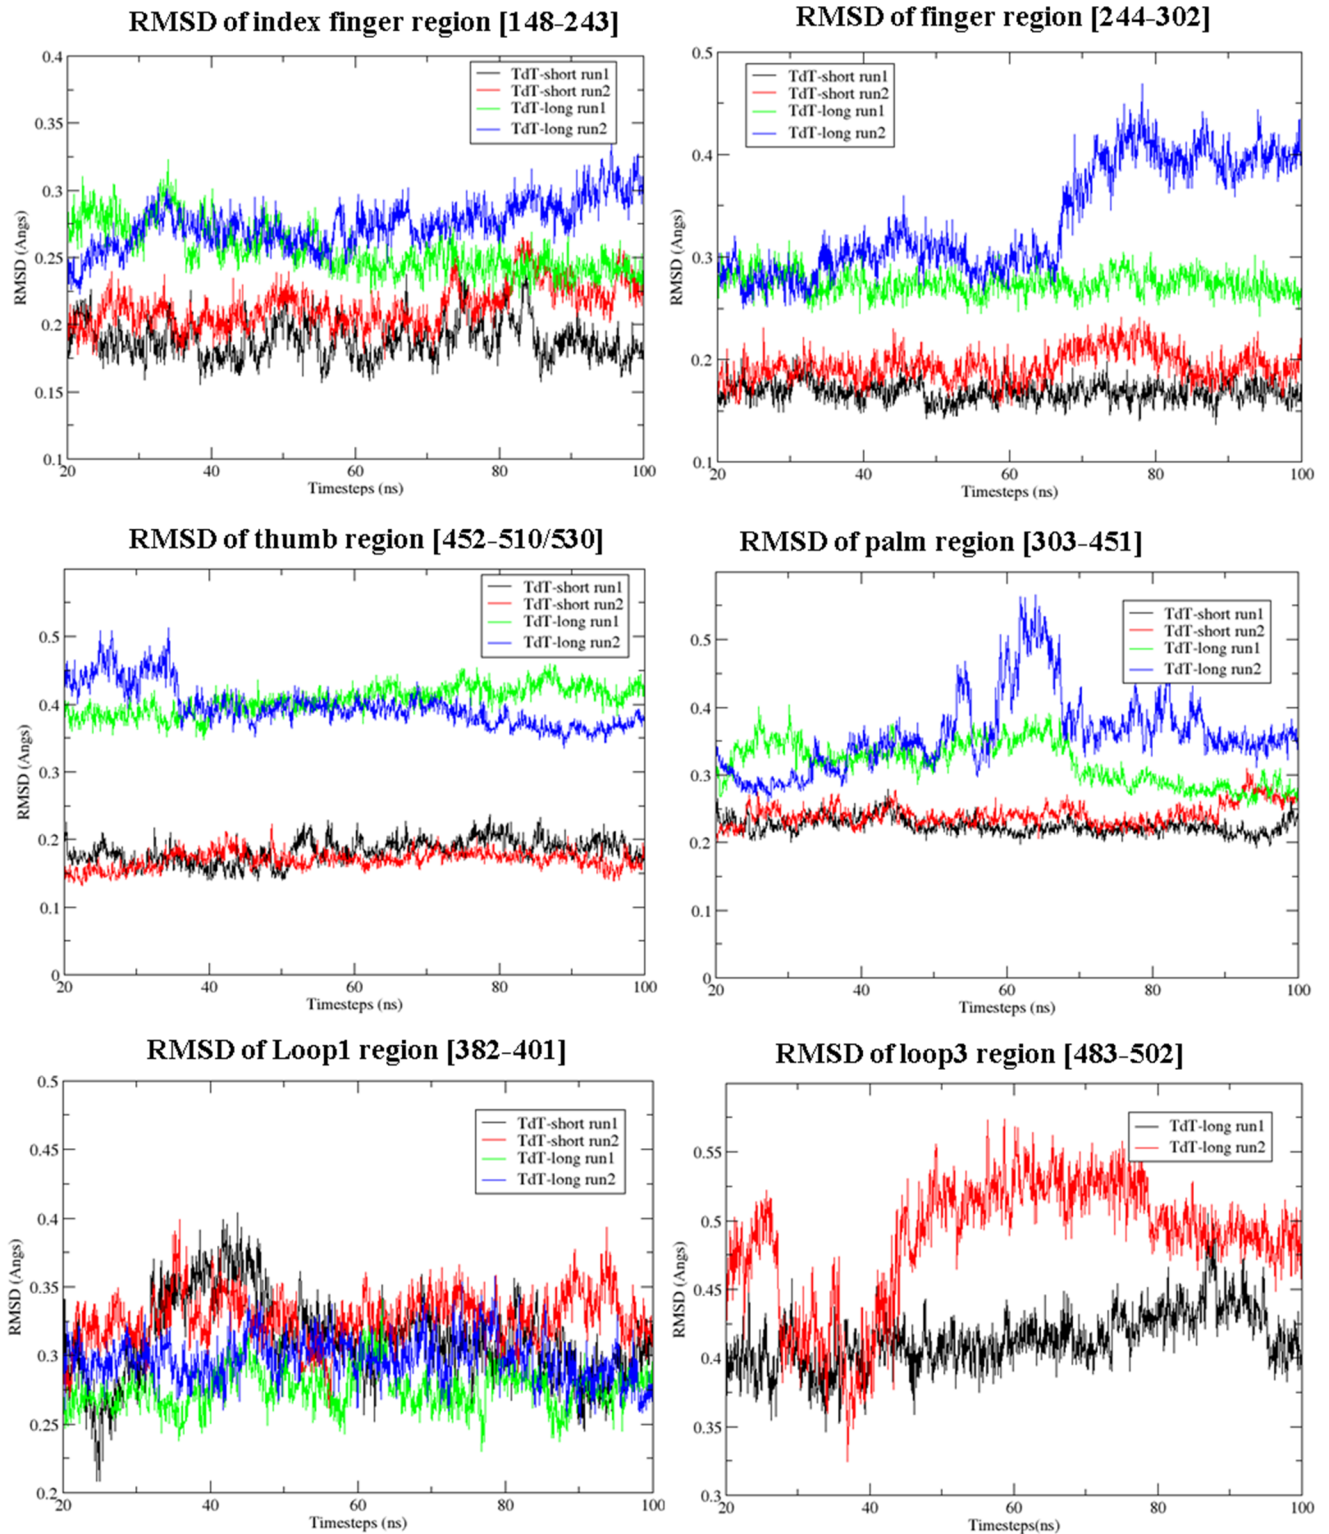 RMSD of index finger region [148-243]
0.4
0.35
0.3
0.25
0.2
0.15
0.1
RMSD (Angs)
TdT-short run1
TdT-short run2
TdT-long run1
TdT-long run2
20 40 60 80 100
Timesteps (ns)
RMSD of finger region [244-302]
0.5
0.4
0.3
0.2
0.1
RMSD (Angs)
TdT-short run1
TdT-short run2
TdT-long run1
TdT-long run2
20 40 60 80 100
Timesteps (ns)
RMSD of thumb region [452-510/530]
0.5
0.4
0.3
0.2
0.1
0
RMSD (Angs)
TdT-short run1
TdT-short run2
TdT-long run1
TdT-long run2
20 40 60 80 100
Timesteps (ns)
RMSD of palm region [303-451]
0.5
0.4
0.3
0.2
0.1
0
RMSD (Angs)
TdT-short run1
TdT-short run2
TdT-long run1
TdT-long run2
20 40 60 80 100
Timesteps (ns)
RMSD of Loop1 region [382-401]
0.5
0.45
0.4
0.35
0.3
0.25
0.2
RMSD (Angs)
TdT-short run1
TdT-short run2
TdT-long run1
TdT-long run2
20 40 60 80 100
Timesteps (ns)
RMSD of loop3 region [483-502]
0.55
0.5
0.45
0.4
0.35
0.3
RMSD (Angs)
TdT-long run1
TdT-long run2
20 40 60 80 100
Timesteps(ns)